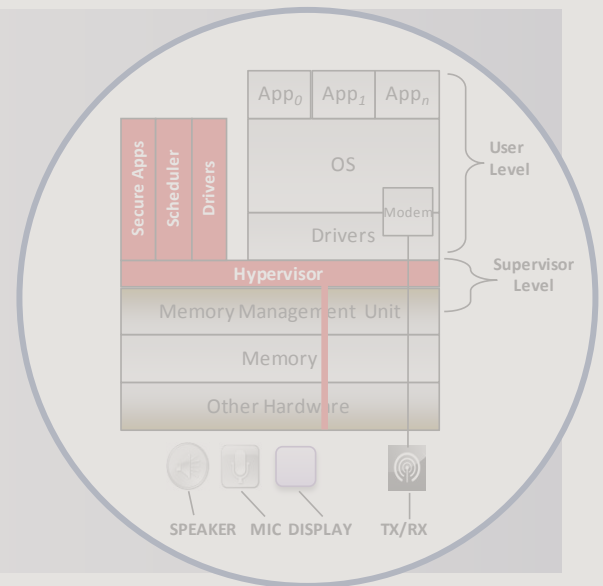 App0 App1 App n
Secure Apps
Scheduler
Drivers
OS
User
Level
Modem
Drivers
Hypervisor
Supervisor
Level
Memory Management Unit
Memory
Other Hardware
SPEAKER MIC DISPLAY TX/RX